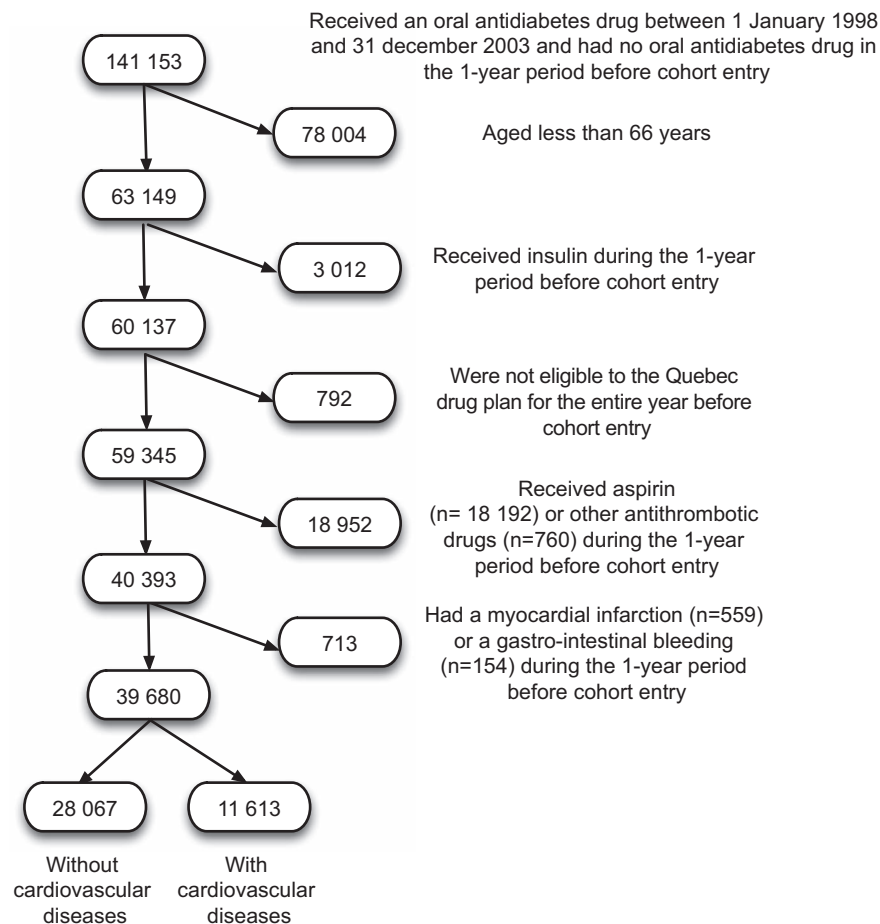 Received an oral antidiabetes drug between 1 January 1998
and 31 december 2003 and had no oral antidiabetes drug in
the 1-year period before cohort entry
141 153
78 004
Aged less than 66 years
63 149
3 012
Received insulin during the 1-year
period before cohort entry
60 137
792
Were not eligible to the Quebec
drug plan for the entire year before
cohort entry
59 345
18 952
Received aspirin
(n= 18 192) or other antithrombotic
drugs (n=760) during the 1-year
period before cohort entry
40 393
713
Had a myocardial infarction (n=559)
or a gastro-intestinal bleeding
(n=154) during the 1-year period
before cohort entry
39 680
28 067
11 613
Without
cardiovascular
diseases
With
cardiovascular
diseases